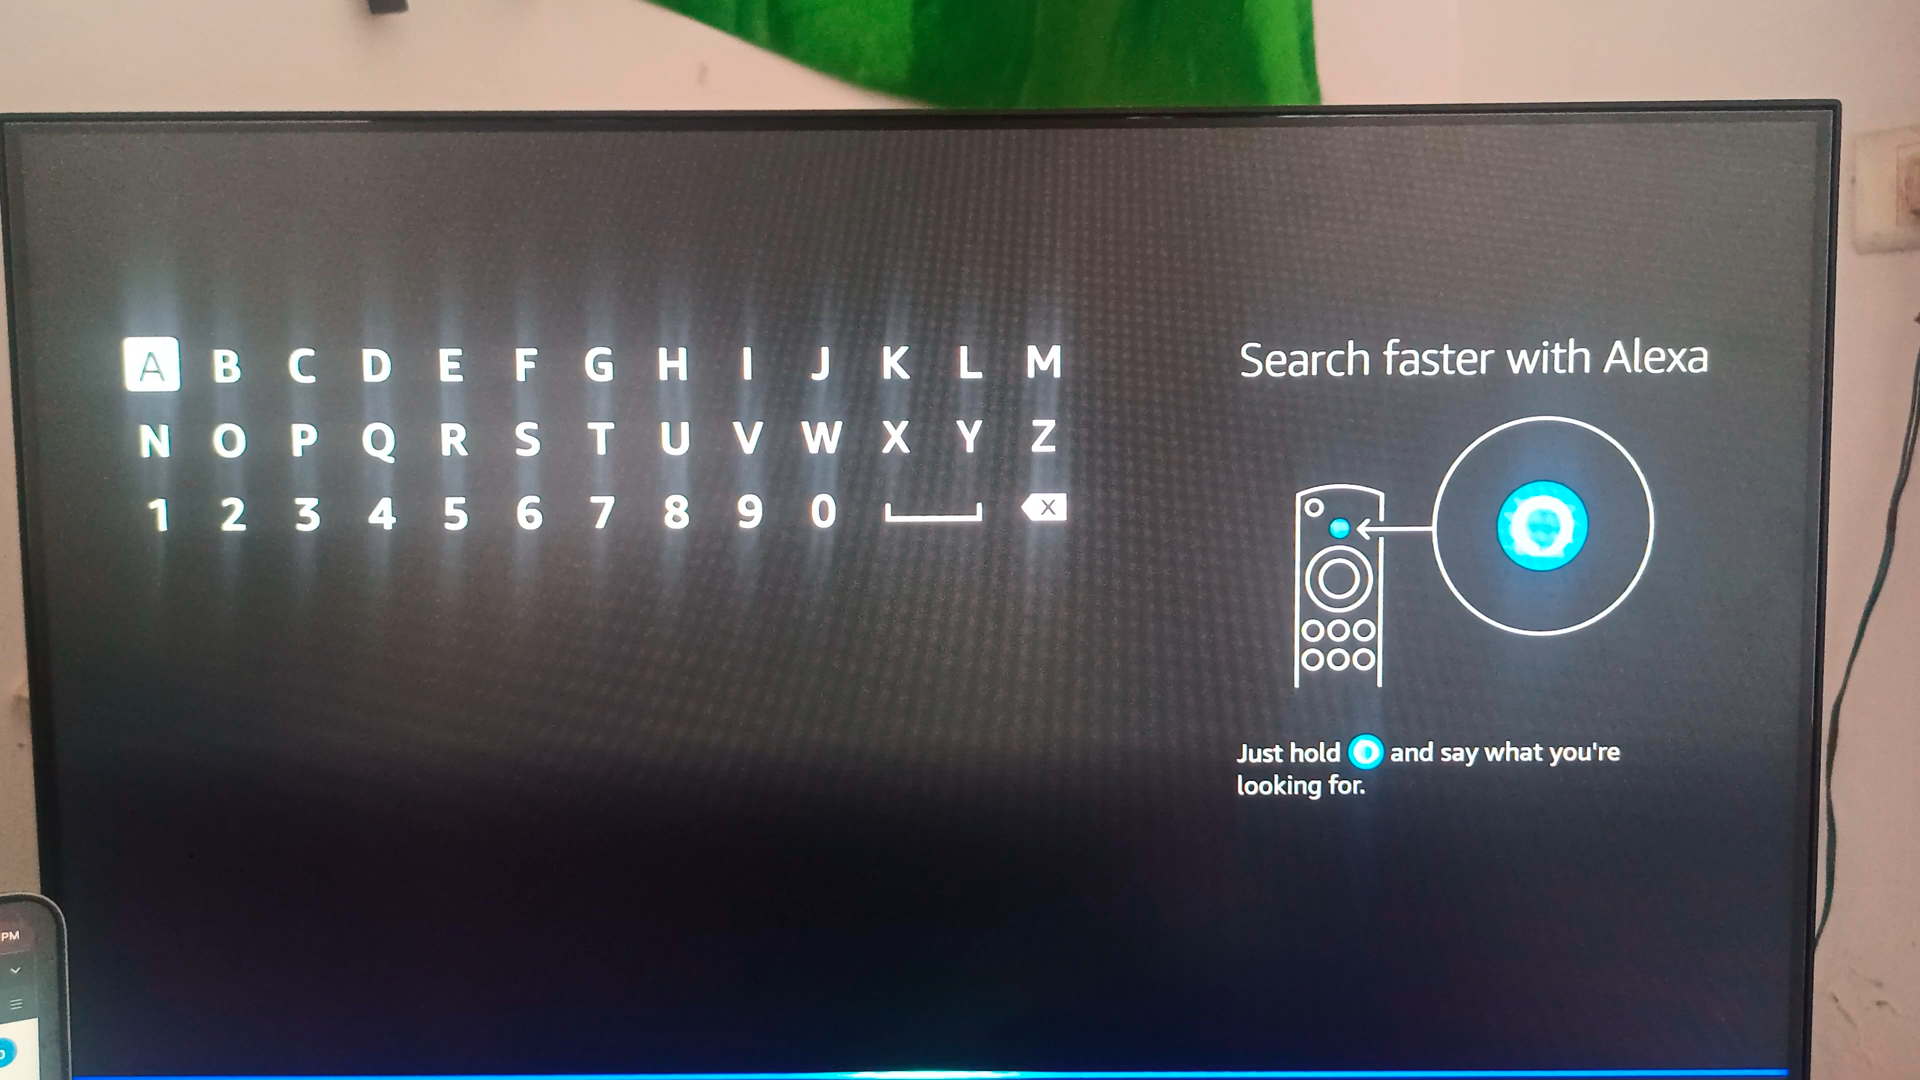 A B C D E F G H I J K L M
N O P Q R S T U V W X Y Z
1 2 3 4 5 6 7 8 9 0
X
Search faster with Alexa
Just hold and say what you're
looking for.
PM